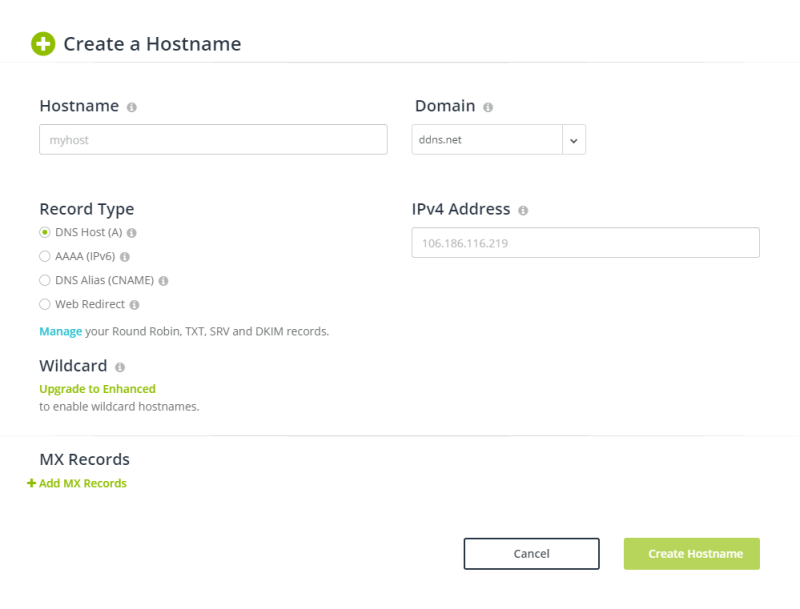 Create a Hostname
Hostname
Domain
myhost
ddns.net
Record Type
IPv4 Address
DNS Host (A)
106.186.116.219
AAAA (IPv6)
DNS Alias (CNAME)
Web Redirect
Manage your Round Robin, TXT, SRV and DKIM records.
Wildcard
Upgrade to Enhanced
to enable wildcard hostnames.
MX Records
+ Add MX Records
Cancel
Create Hostname